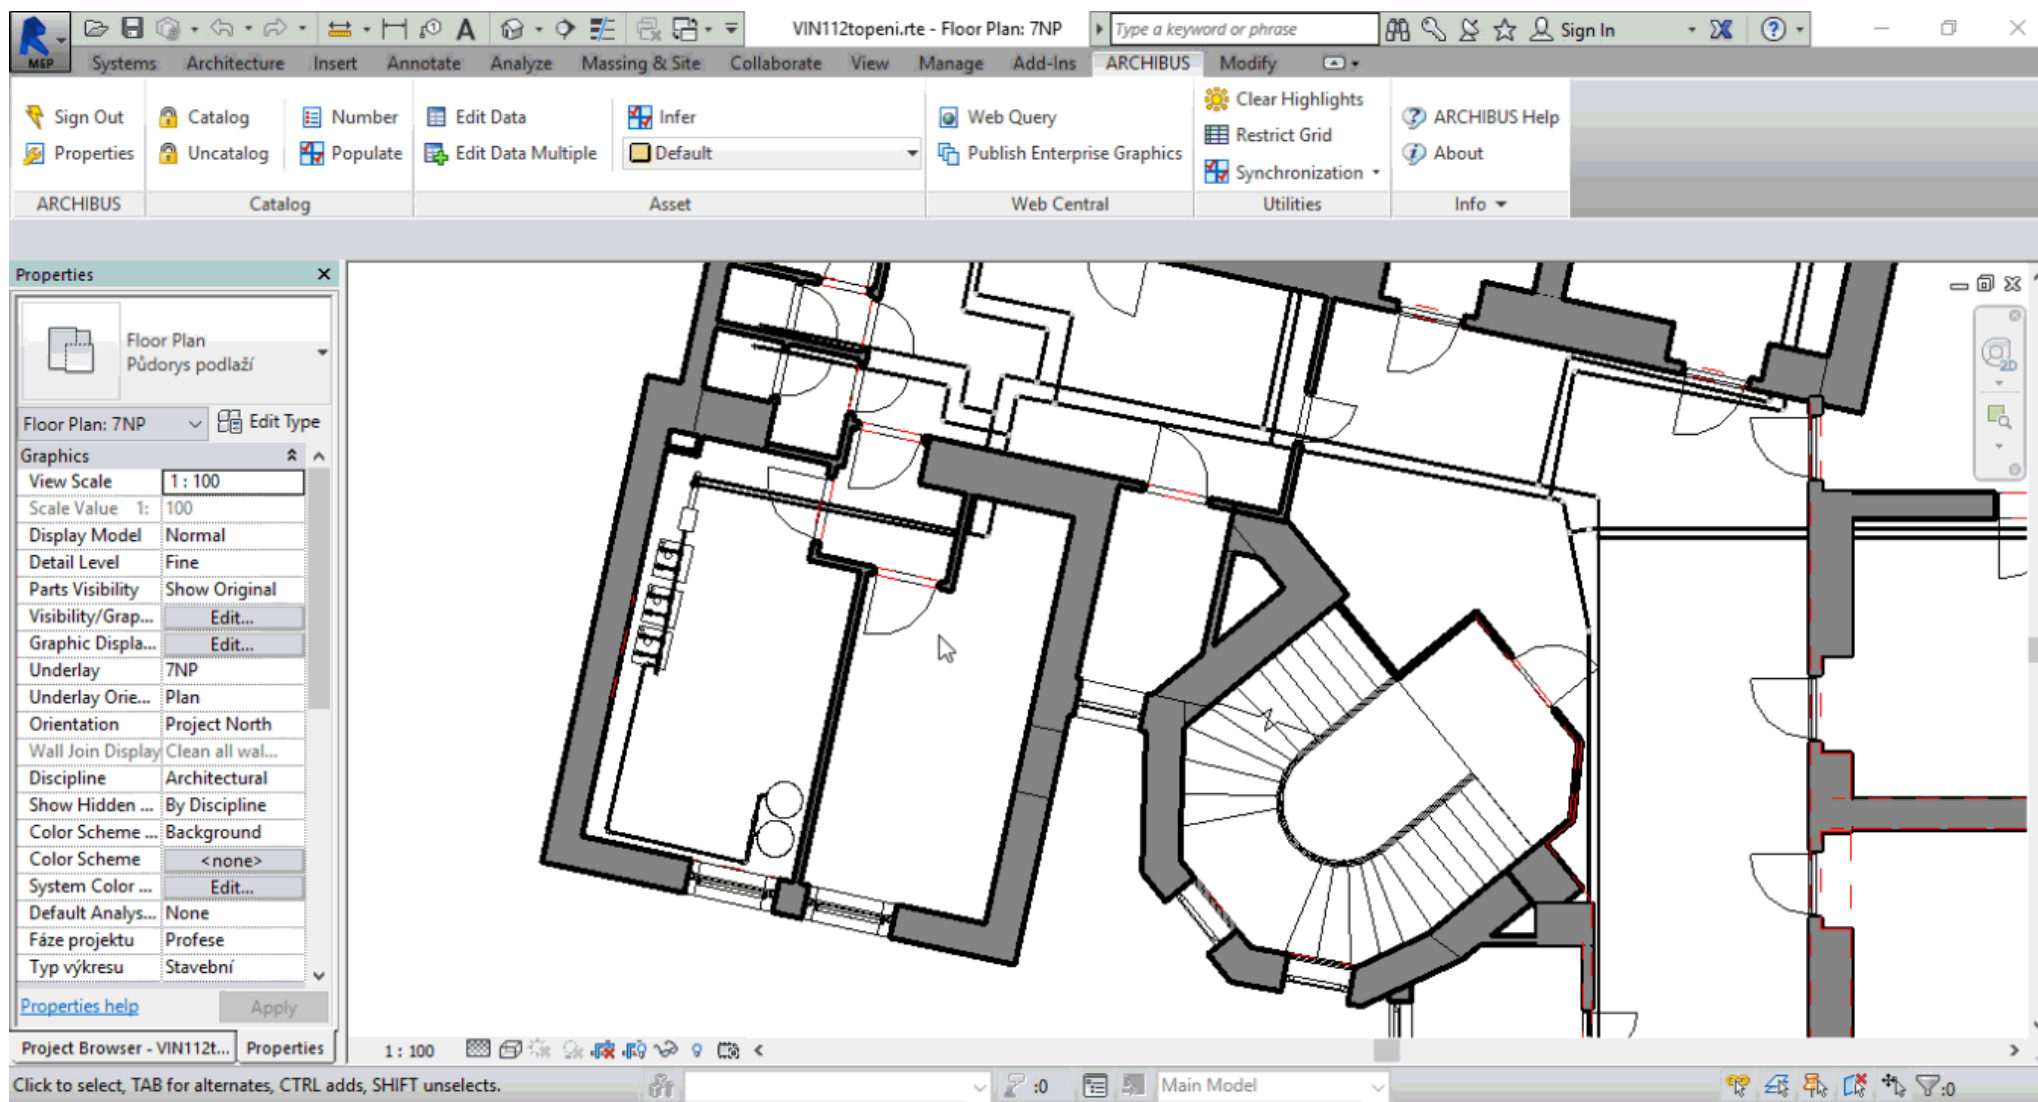 VIN112topeni.rte - Floor Plan: 7NP
Type a keyword or phrase
Sign In
MEP
Systems Architecture Insert Annotate Analyze Massing & Site Collaborate View Manage Add-Ins ARCHIBUS Modify
Sign Out
Properties
ARCHIBUS
Catalog
Uncatalog
Number
Populate
Catalog
Edit Data
Edit Data Multiple
Infer
Default
Asset
Web Query
Publish Enterprise Graphics
Web Central
Clear Highlights
Restrict Grid
Synchronization
Utilities
ARCHIBUS Help
About
Info
Properties
Floor Plan
Půdorys podlaží
Floor Plan: 7NP
Edit Type
Graphics
View Scale 1 : 100
Scale Value 1: 100
Display Model Normal
Detail Level Fine
Parts Visibility Show Original
Visibility/Grap... Edit...
Graphic Displa... Edit...
Underlay 7NP
Underlay Orie... Plan
Orientation Project North
Wall Join Display Clean all wal...
Discipline Architectural
Show Hidden ... By Discipline
Color Scheme ... Background
Color Scheme <none>
System Color ... Edit...
Default Analys... None
Fáze projektu Profese
Typ výkresu Stavební
Properties help
Apply
Project Browser - VIN112t...
Properties
2D
1 : 100
Click to select, TAB for alternates, CTRL adds, SHIFT unselects.
:0
Main Model
:0